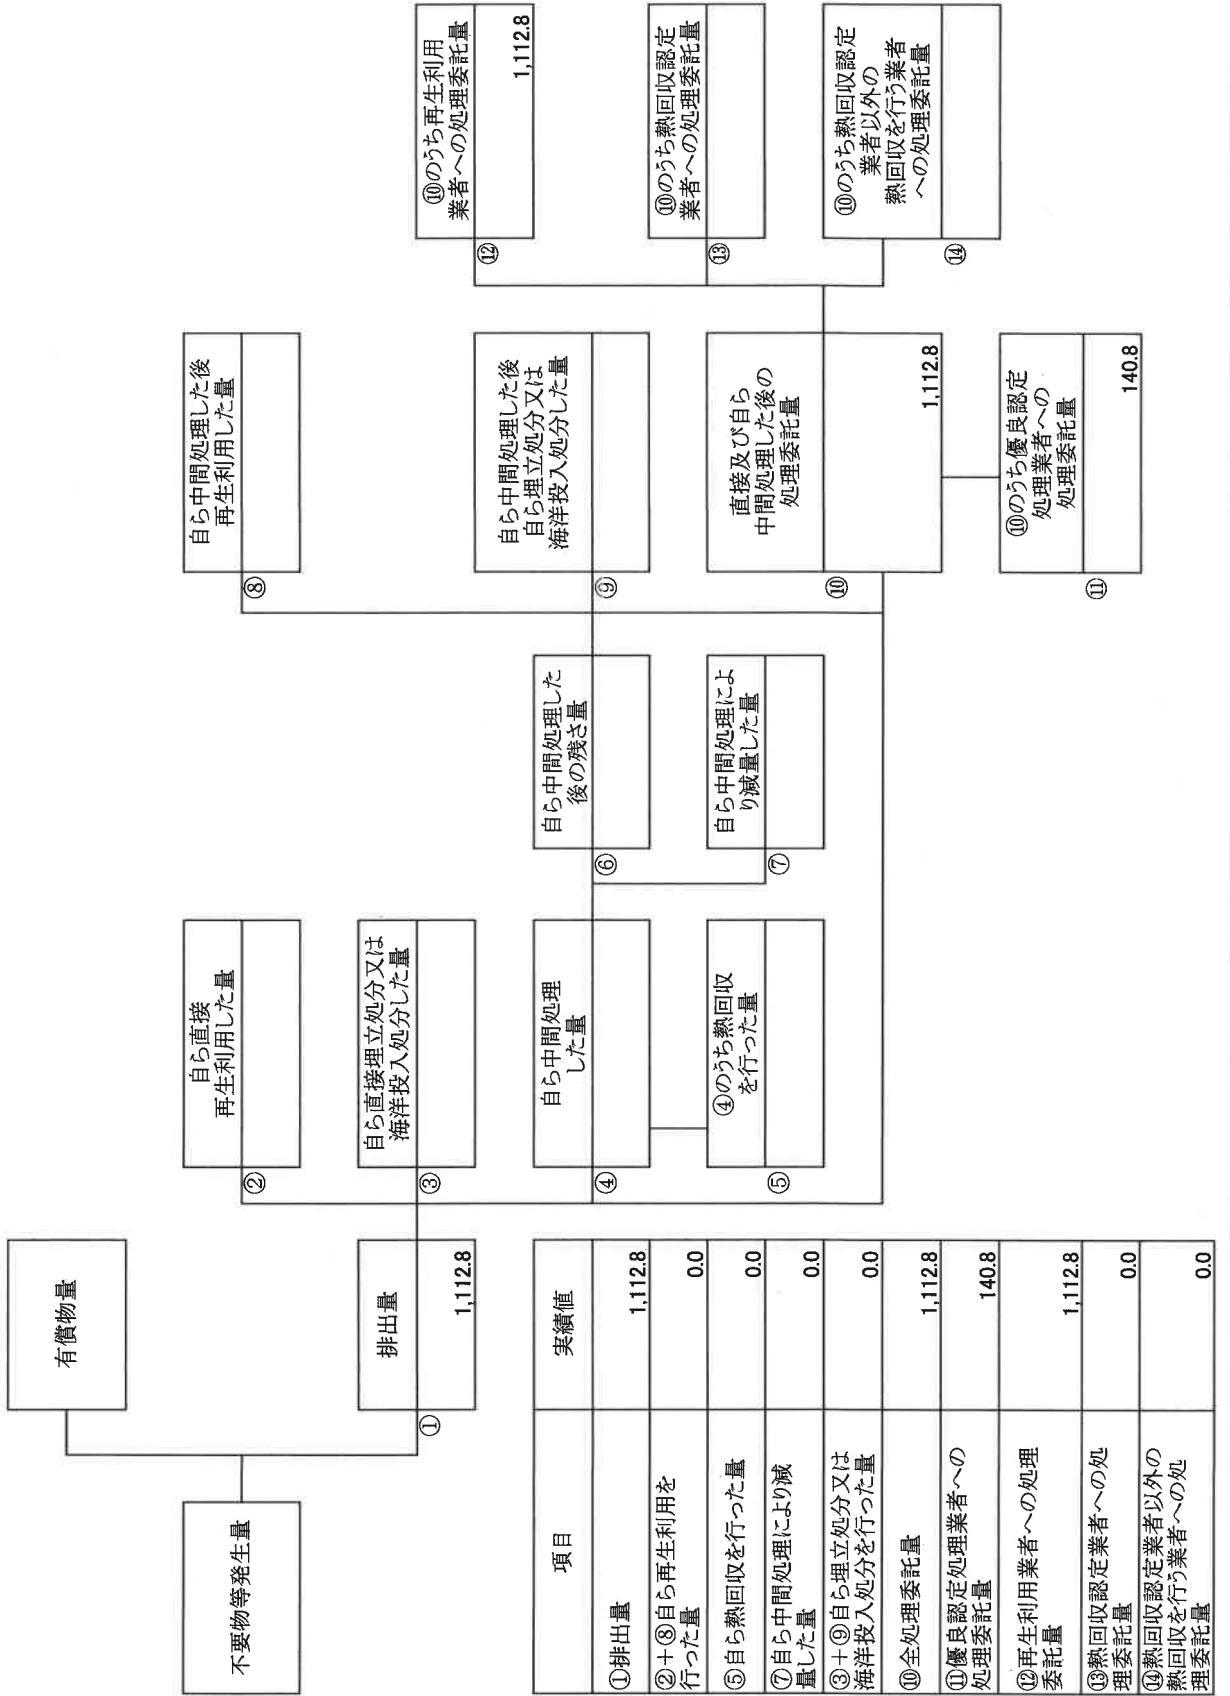 不要物等発生量
有償物量
①
排出量
1,112.8
②
自ら直接
再生利用した量
③
自ら直接埋立処分又は
海洋投入処分した量
④
自ら中間処理
した量
⑤
④のうち熱回収
を行った量
⑥
自ら中間処理した
後の残さ量
⑦
自ら中間処理によ
り減量した量
⑧
自ら中間処理した後
再生利用した量
⑨
自ら中間処理した後
自ら埋立処分又は
海洋投入処分した量
⑩
直接及び自ら
中間処理した後の
処理委託量
1,112.8
⑪
⑩のうち優良認定
処理業者への
処理委託量
140.8
⑫
⑩のうち再生利用
業者への処理委託量
1,112.8
⑬
⑩のうち熱回収認定
業者への処理委託量
⑭
⑩のうち熱回収認定
業者以外の
熱回収を行う業者
への処理委託量
項目
実績値
①排出量
1,112.8
②+⑧自ら再生利用を
行った量
0.0
⑤自ら熱回収を行った量
0.0
⑦自ら中間処理により減
量した量
0.0
③+⑨自ら埋立処分又は
海洋投入処分を行った量
0.0
⑩全処理委託量
1,112.8
⑪優良認定処理業者への
処理委託量
140.8
⑫再生利用業者への処理
委託量
1,112.8
⑬熱回収認定業者への処
理委託量
0.0
⑭熱回収認定業者以外の
熱回収を行う業者への処
理委託量
0.0